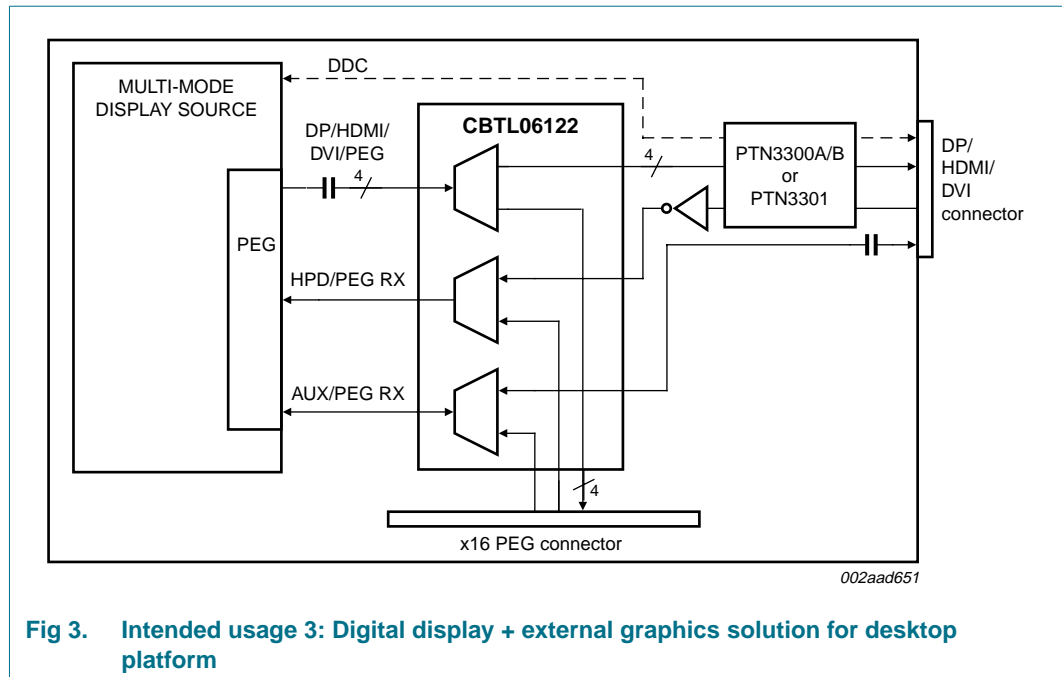 DDC
MULTI-MODE
DISPLAY SOURCE
DP/HDMI/
DVI/PEG
4
CBTL06122
4
PTN3300A/B
or
PTN3301
DP/
HDMI/
DVI
connector
PEG
HPD/PEG RX
AUX/PEG RX
4
x16 PEG connector
002aad651
Fig 3. Intended usage 3: Digital display + external graphics solution for desktop
platform